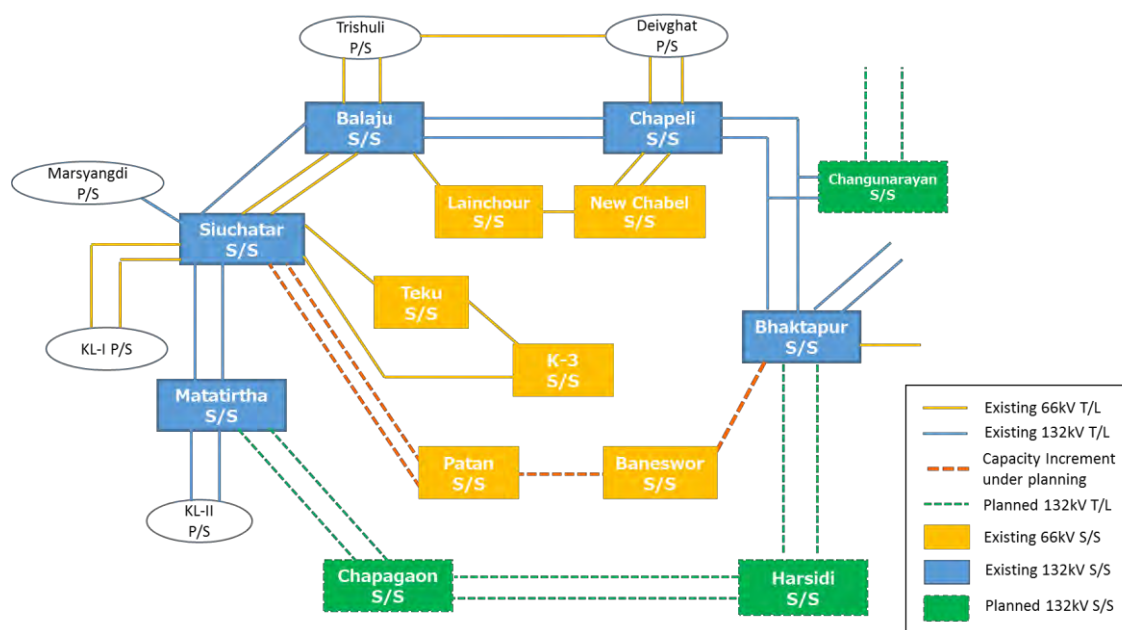 Trishuli
P/S
Deivghat
P/S
Balaju
S/S
Chapeli
S/S
Marsyangdi
P/S
Changunarayan
S/S
Lainchour
S/S
New Chabel
S/S
Siuchatar
S/S
Teku
S/S
Bhaktapur
S/S
KL-I P/S
K-3
S/S
Matatirtha
S/S
Patan
S/S
Baneswor
S/S
KL-II
P/S
Chapagaon
S/S
Harsidi
S/S
Existing 66kV T/L
Existing 132kV T/L
Capacity Increment
under planning
Planned 132kV T/L
Existing 66kV S/S
Existing 132kV S/S
Planned 132kV S/S